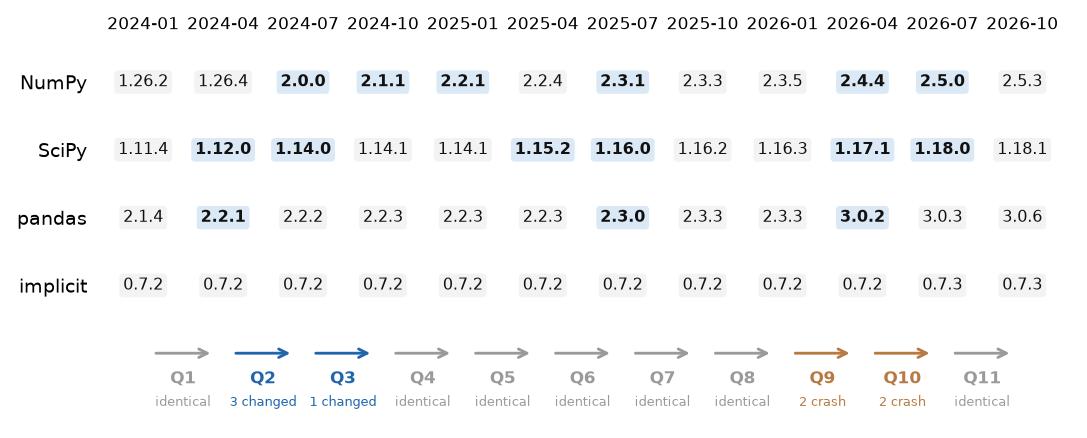 2024-01 2024-04 2024-07 2024-10 2025-01 2025-04 2025-07 2025-10 2026-01 2026-04 2026-07 2026-10
NumPy 1.26.2 1.26.4 2.0.0 2.1.1 2.2.1 2.2.4 2.3.1 2.3.3 2.3.5 2.4.4 2.5.0 2.5.3
SciPy 1.11.4 1.12.0 1.14.0 1.14.1 1.14.1 1.15.2 1.16.0 1.16.2 1.16.3 1.17.1 1.18.0 1.18.1
pandas 2.1.4 2.2.1 2.2.2 2.2.3 2.2.3 2.2.3 2.3.0 2.3.3 2.3.3 3.0.2 3.0.3 3.0.6
implicit 0.7.2 0.7.2 0.7.2 0.7.2 0.7.2 0.7.2 0.7.2 0.7.2 0.7.2 0.7.2 0.7.3 0.7.3
Q1 Q2 Q3 Q4 Q5 Q6 Q7 Q8 Q9 Q10 Q11
identical 3 changed 1 changed identical identical identical identical identical 2 crash 2 crash identical